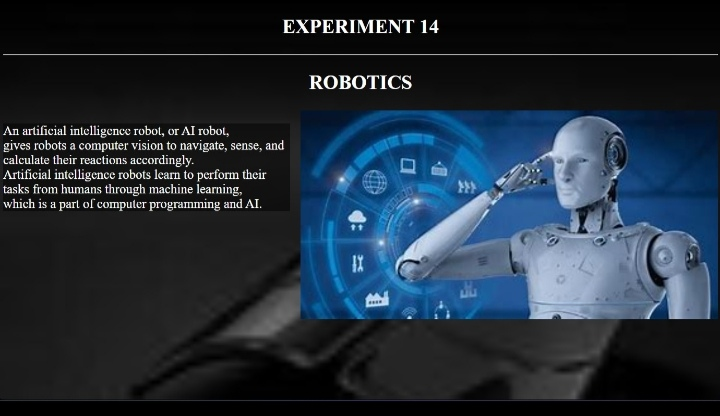 EXPERIMENT 14
ROBOTICS
An artificial intelligence robot, or AI robot,
gives robots a computer vision to navigate, sense, and
calculate their reactions accordingly.
Artificial intelligence robots learn to perform their
tasks from humans through machine learning,
which is a part of computer programming and AI.